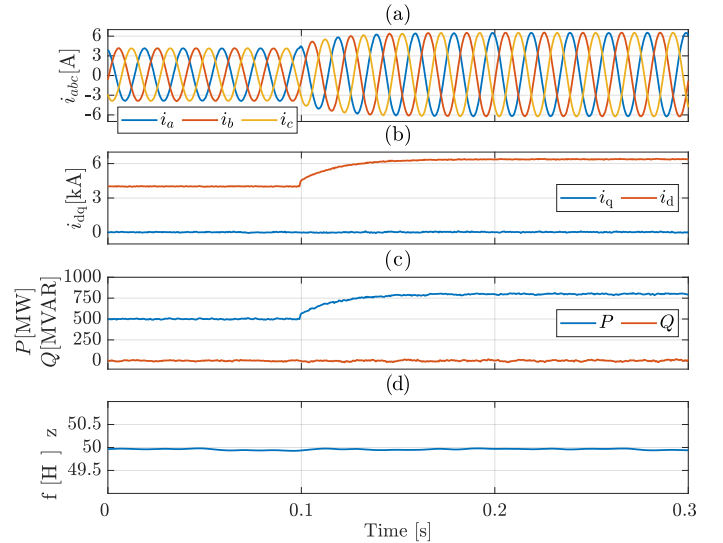 (a)
6
3
0
-3
-6
i_abc[A]
i_a i_b i_c
(b)
6
3
0
i_dq[kA]
i_q i_d
(c)
1000
750
500
250
0
P[MW]
Q[MVAR]
P Q
(d)
50.5
50
49.5
f [H ] z
0 0.1 0.2 0.3
Time [s]